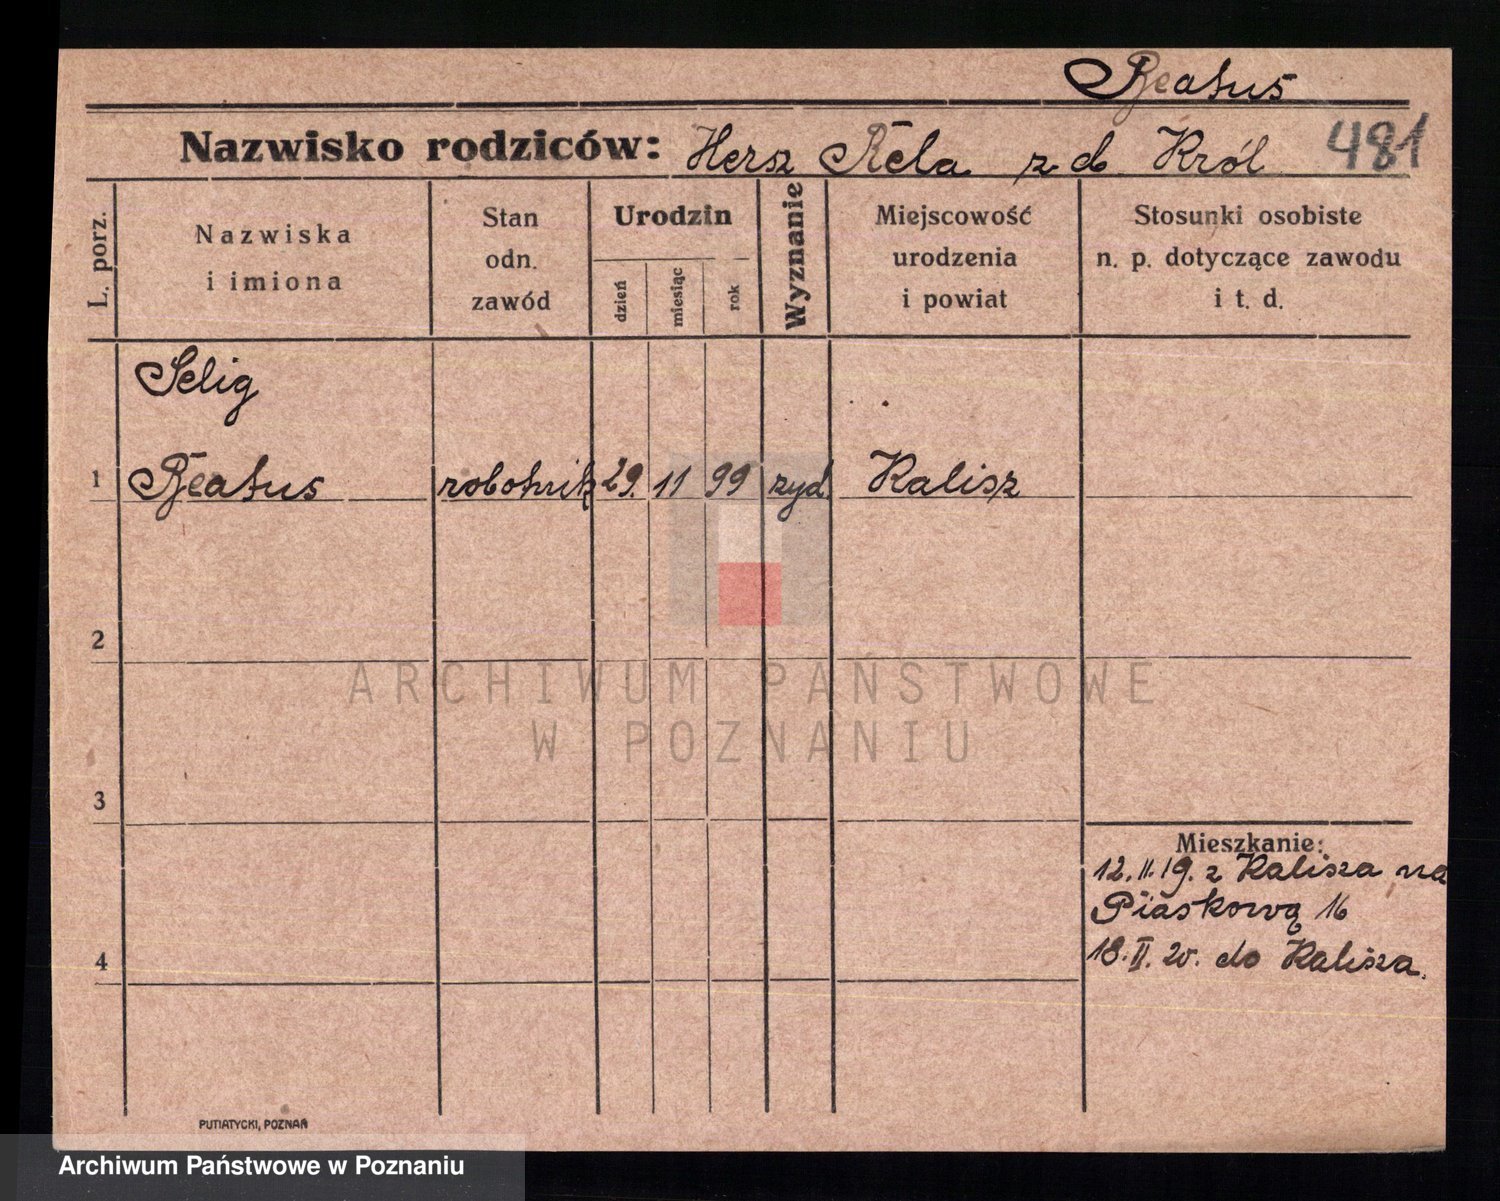 Beatus
Nazwisko rodziców: Hersz Rela z d. Król 481
L. porz.
Nazwiska
i imiona
Stan
odn.
zawód
Urodzin
dzień
miesiąc
rok
Wyznanie
Miejscowość
urodzenia
i powiat
Stosunki osobiste
n. p. dotyczące zawodu
i t. d.
Selig
1 Beatus robotnik 29. 11 99 żyd. Kalisz
2
ARCHIWUM PAŃSTWOWE
W POZNANIU
3
Mieszkanie:
12.II.19. z Kalisza na
Piaskową 16
4 18.II.20. do Kalisza.
PUTIATYCKI, POZNAŃ
Archiwum Państwowe w Poznaniu